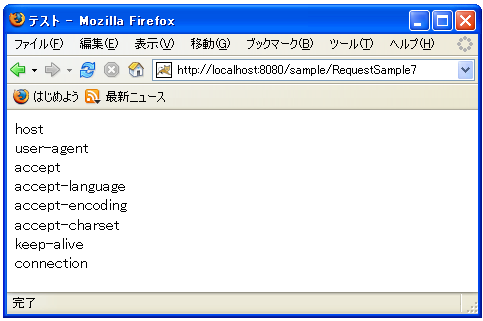 テスト - Mozilla Firefox
ファイル(F) 編集(E) 表示(V) 移動(G) ブックマーク(B) ツール(T) ヘルプ(H)
http://localhost:8080/sample/RequestSample7
はじめよう 最新ニュース
host
user-agent
accept
accept-language
accept-encoding
accept-charset
keep-alive
connection
完了